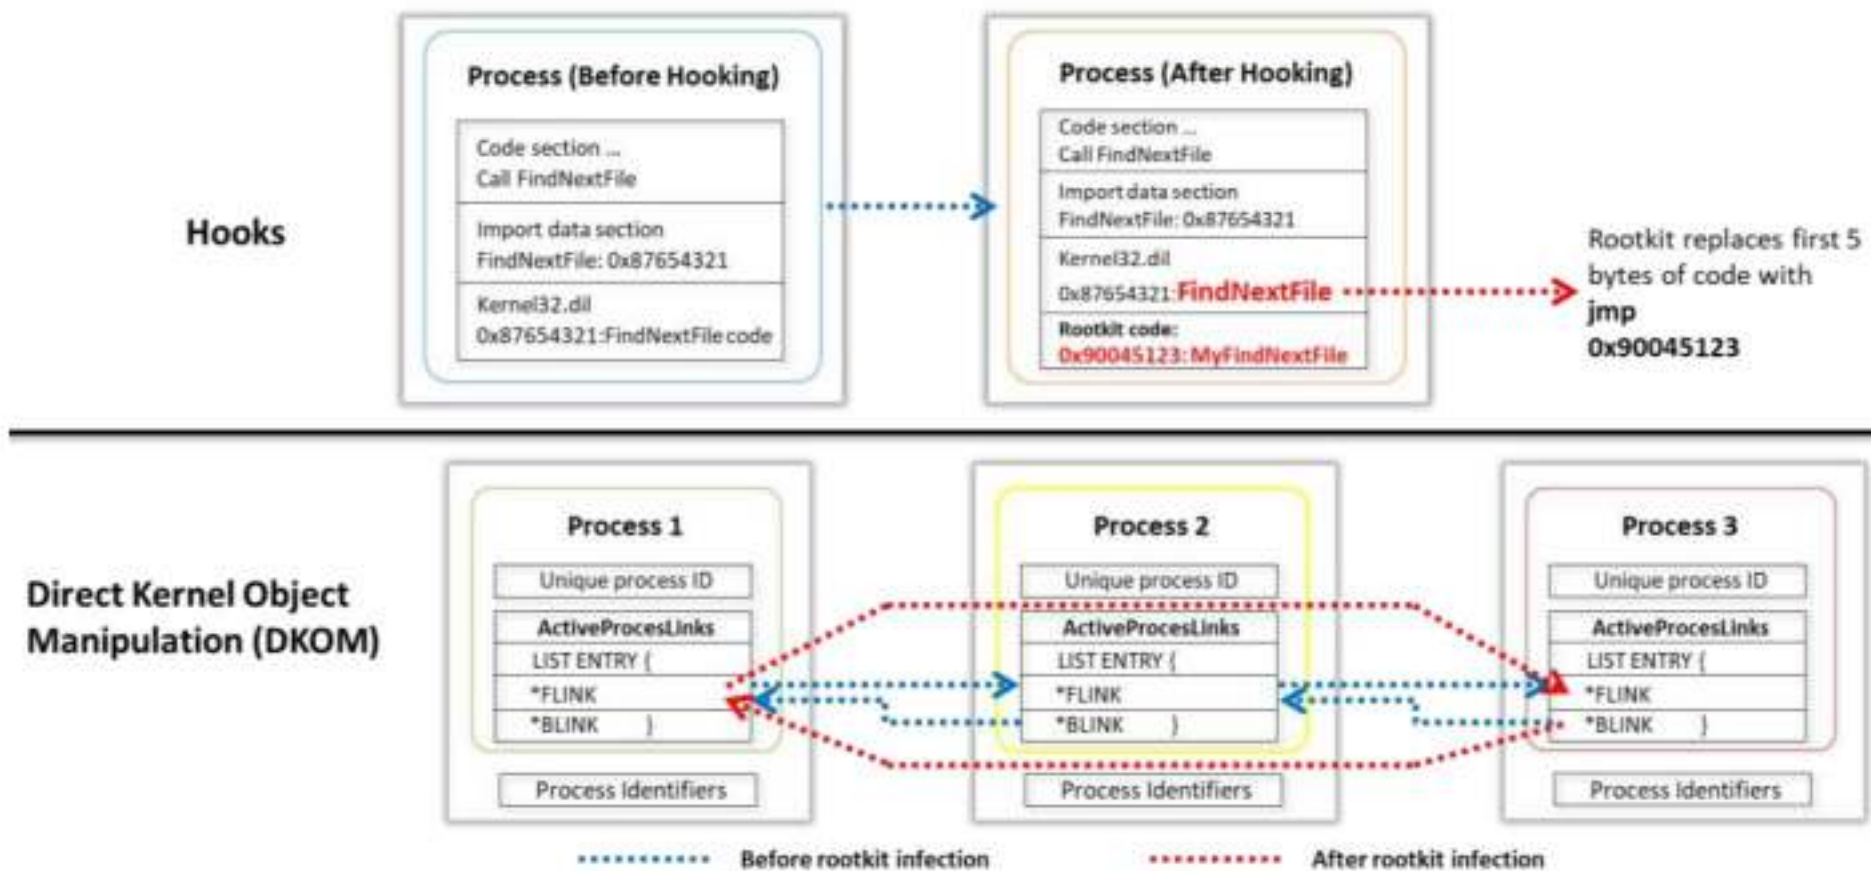 Hooks
Process (Before Hooking)
Code section ...
Call FindNextFile
Import data section
FindNextFile: 0x87654321
Kernel32.dil
0x87654321:FindNextFile code
Process (After Hooking)
Code section ...
Call FindNextFile
Import data section
FindNextFile: 0x87654321
Kernel32.dil
0x87654321:FindNextFile
Rootkit code:
0x90045123: MyFindNextFile
Rootkit replaces first 5
bytes of code with
jmp
0x90045123
Direct Kernel Object
Manipulation (DKOM)
Process 1
Unique process ID
ActiveProcesLinks
LIST ENTRY {
*FLINK
*BLINK }
Process Identifiers
Process 2
Unique process ID
ActiveProcesLinks
LIST ENTRY {
*FLINK
*BLINK }
Process Identifiers
Process 3
Unique process ID
ActiveProcesLinks
LIST ENTRY {
*FLINK
*BLINK }
Process Identifiers
Before rootkit infection
After rootkit infection